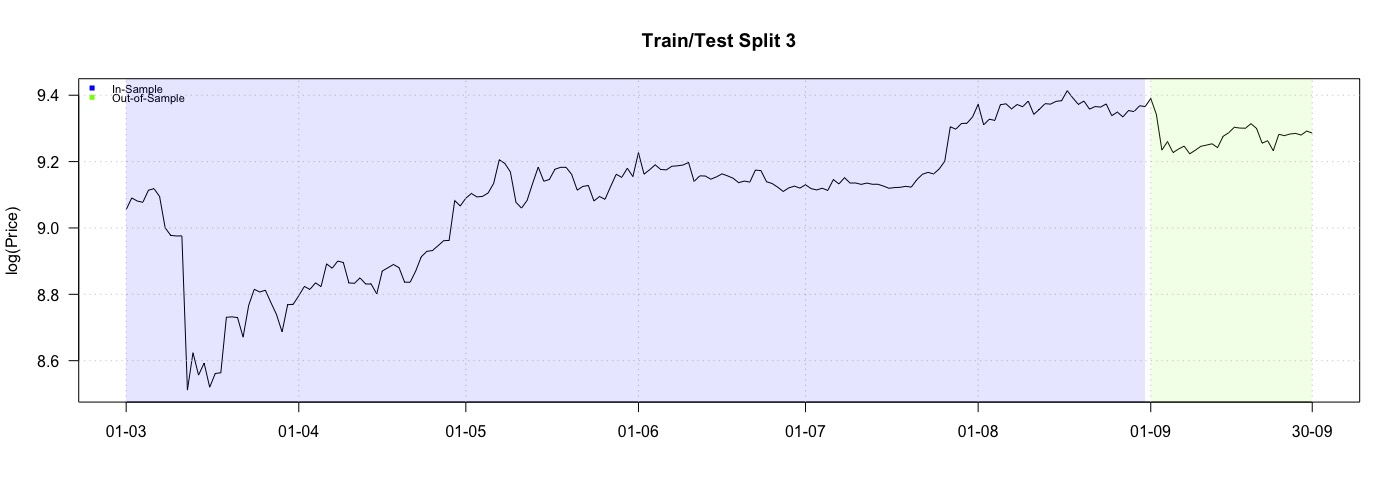 Train/Test Split 3
In-Sample
Out-of-Sample
log(Price)
9.4
9.2
9.0
8.8
8.6
01-03 01-04 01-05 01-06 01-07 01-08 01-09 30-09